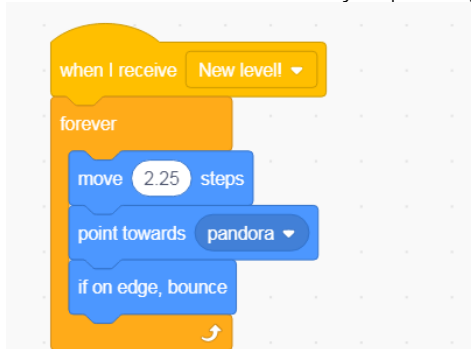 when I receive New level!
forever
move 2.25 steps
point towards pandora
if on edge, bounce